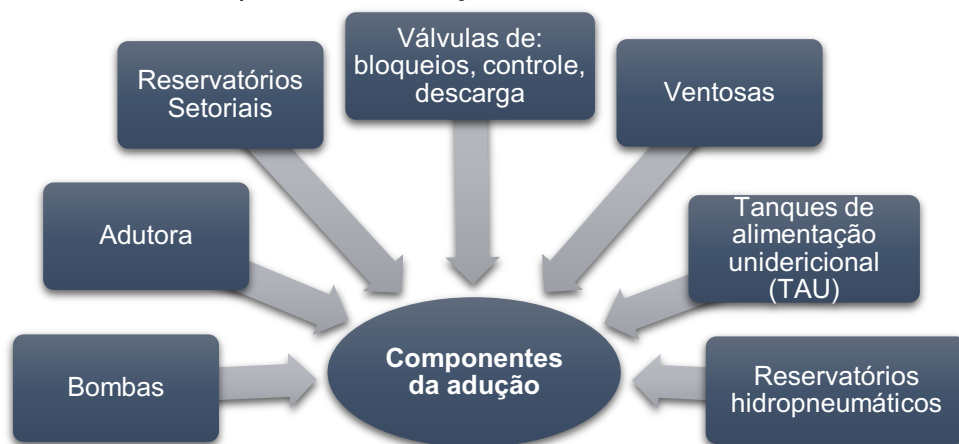 Válvulas de:
bloqueios, controle,
descarga
Reservatórios
Setoriais
Ventosas
Adutora
Tanques de
alimentação
unidericional
(TAU)
Bombas
Componentes
da adução
Reservatórios
hidropneumáticos